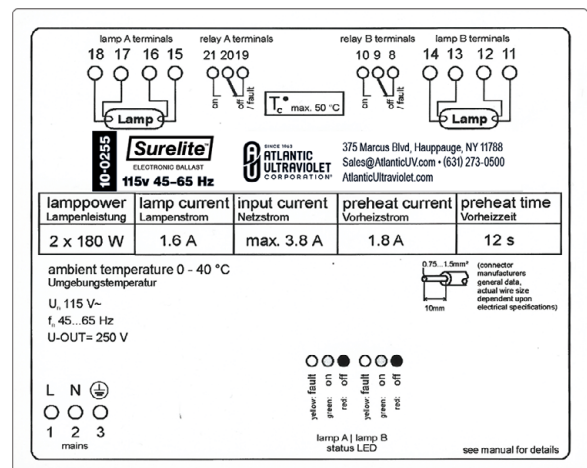 lamp A terminals
18 17 16 15
relay A terminals
21 20 19
on
off / fault
relay B terminals
10 9 8
on
off / fault
lamp B terminals
14 13 12 11
Lamp
Tc max. 50 °C
Lamp
10-0255
Surelite™
ELECTRONIC BALLAST
115v 45-65 Hz
SINCE 1963
ATLANTIC
ULTRAVIOLET
CORPORATION®
375 Marcus Blvd, Hauppauge, NY 11788
Sales@AtlanticUV.com • (631) 273-0500
AtlanticUltraviolet.com
lamppower lamp current input current preheat current preheat time
Lampenleistung Lampenstrom Netzstrom Vorheizstrom Vorheizzeit
2 x 180 W 1.6 A max. 3.8 A 1.8 A 12 s
ambient temperature 0 - 40 °C
Umgebungstemperatur
Un 115 V~
fn 45...65 Hz
U-OUT= 250 V
0.75...1.5mm²
10mm
(connector
manufacturers
general data,
actual wire size
dependent upon
electrical specifications)
L N
1 2 3
mains
yellow: fault
green: on
red: off
yellow: fault
green: on
red: off
lamp A | lamp B
status LED
see manual for details